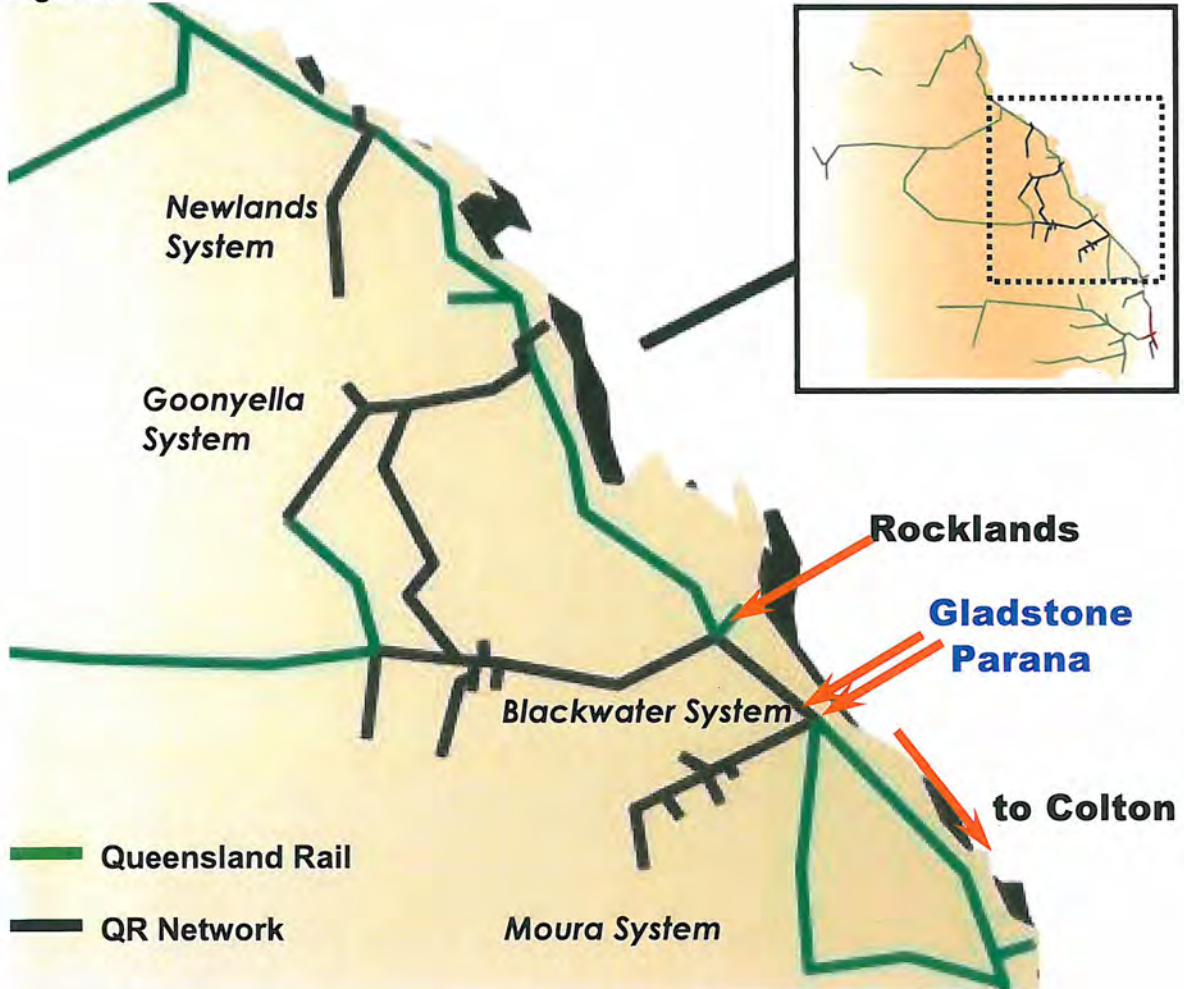 Newlands
System
Goonyella
System
Rocklands
Gladstone
Parana
Blackwater System
to Colton
Queensland Rail
QR Network
Moura System